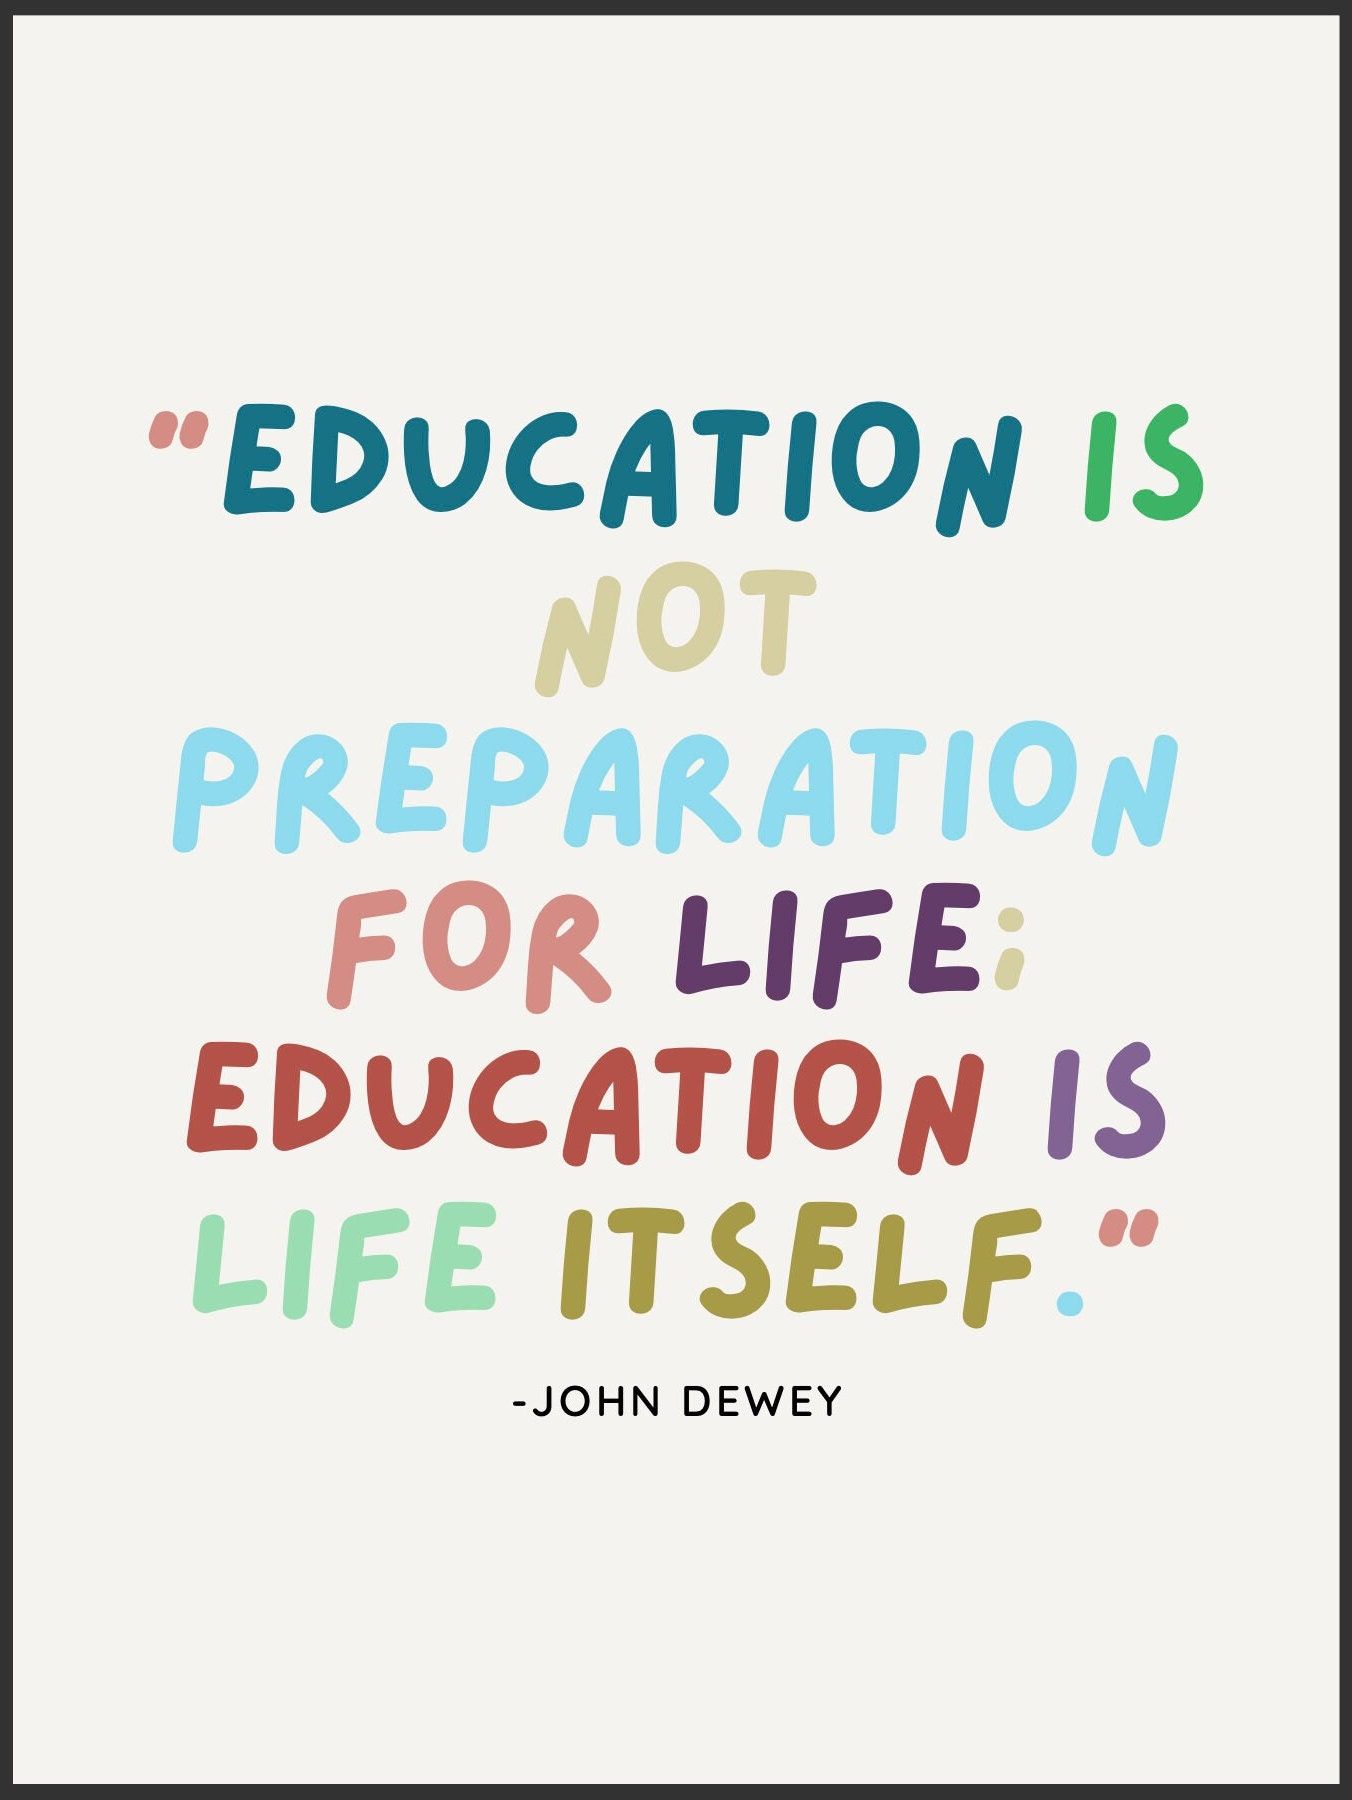 "EDUCATION IS
NOT
PREPARATION
FOR LIFE;
EDUCATION IS
LIFE ITSELF."
-JOHN DEWEY